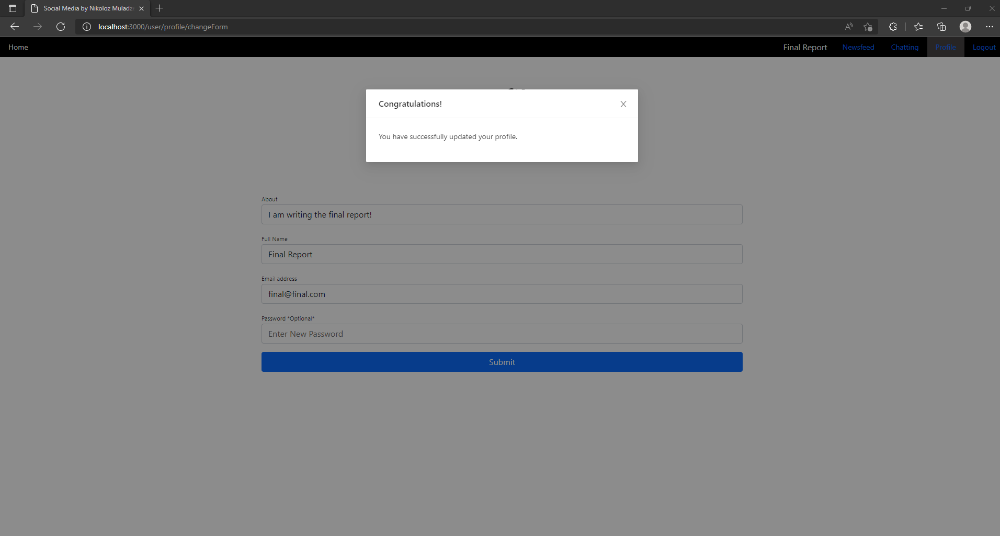 Social Media by Nikoloz Muladze
localhost:3000/user/profile/changeForm
Home
Final Report
Newsfeed
Chatting
Profile
Logout
Congratulations!
You have successfully updated your profile.
About
I am writing the final report!
Full Name
Final Report
Email address
final@final.com
Password *Optional*
Enter New Password
Submit